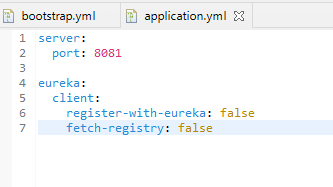 bootstrap.yml application.yml
1 server:
2   port: 8081
3
4 eureka:
5   client:
6     register-with-eureka: false
7     fetch-registry: false